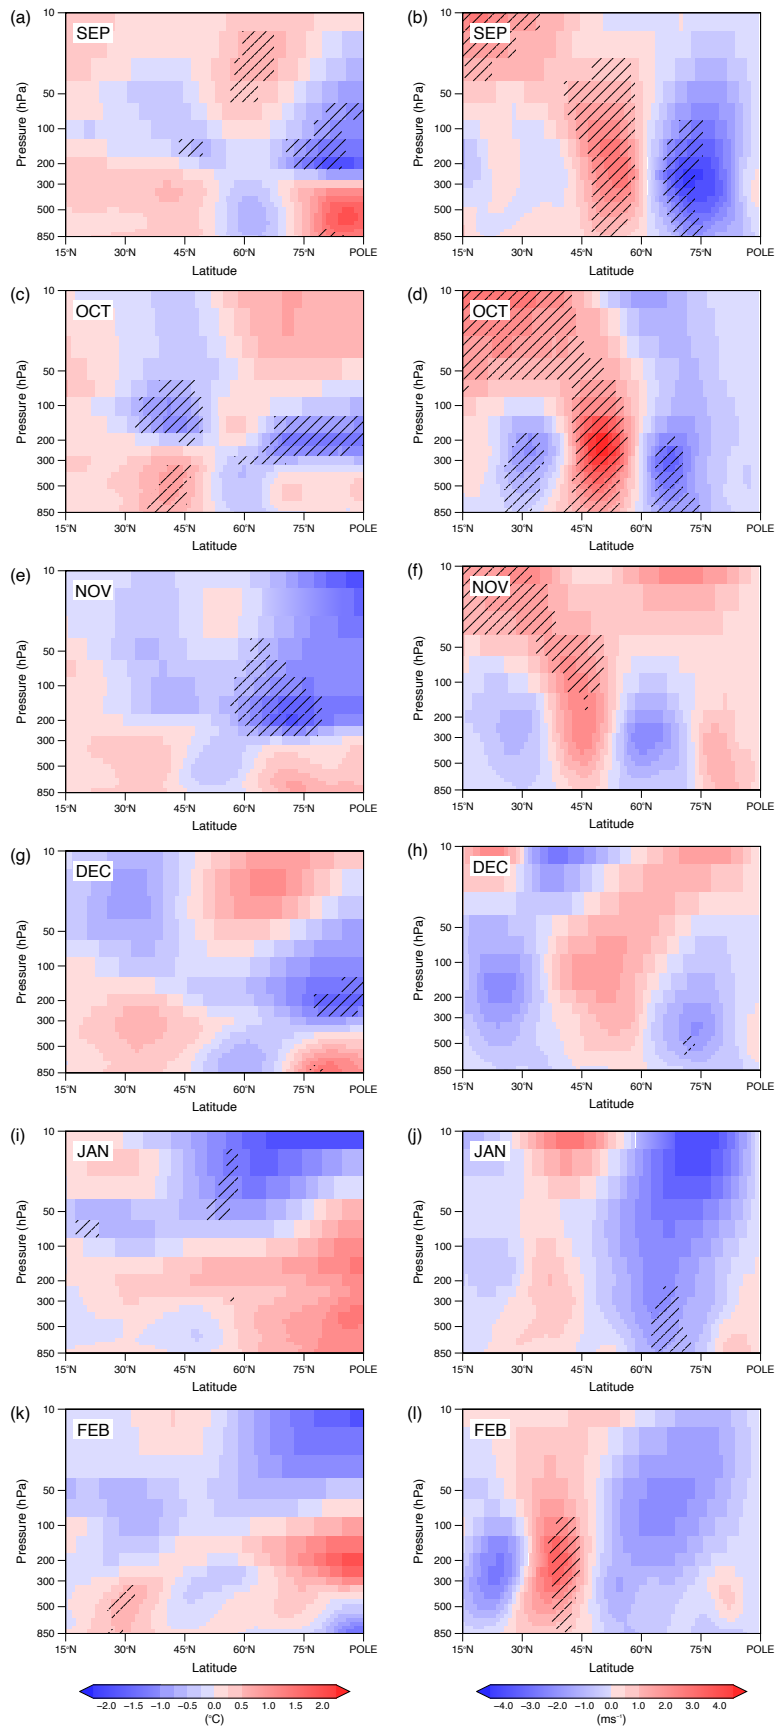 (a)
SEP
10
50
100
200
300
500
850
Pressure (hPa)
15°N 30°N 45°N 60°N 75°N POLE
Latitude
(b)
SEP
10
50
100
200
300
500
850
Pressure (hPa)
15°N 30°N 45°N 60°N 75°N POLE
Latitude
(c)
OCT
10
50
100
200
300
500
850
Pressure (hPa)
15°N 30°N 45°N 60°N 75°N POLE
Latitude
(d)
OCT
10
50
100
200
300
500
850
Pressure (hPa)
15°N 30°N 45°N 60°N 75°N POLE
Latitude
(e)
NOV
10
50
100
200
300
500
850
Pressure (hPa)
15°N 30°N 45°N 60°N 75°N POLE
Latitude
(f)
NOV
10
50
100
200
300
500
850
Pressure (hPa)
15°N 30°N 45°N 60°N 75°N POLE
Latitude
(g)
DEC
10
50
100
200
300
500
850
Pressure (hPa)
15°N 30°N 45°N 60°N 75°N POLE
Latitude
(h)
DEC
10
50
100
200
300
500
850
Pressure (hPa)
15°N 30°N 45°N 60°N 75°N POLE
Latitude
(i)
JAN
10
50
100
200
300
500
850
Pressure (hPa)
15°N 30°N 45°N 60°N 75°N POLE
Latitude
(j)
JAN
10
50
100
200
300
500
850
Pressure (hPa)
15°N 30°N 45°N 60°N 75°N POLE
Latitude
(k)
FEB
10
50
100
200
300
500
850
Pressure (hPa)
15°N 30°N 45°N 60°N 75°N POLE
Latitude
(l)
FEB
10
50
100
200
300
500
850
Pressure (hPa)
15°N 30°N 45°N 60°N 75°N POLE
Latitude
−2.0 −1.5 −1.0 −0.5 0.0 0.5 1.0 1.5 2.0
(°C)
−4.0 −3.0 −2.0 −1.0 0.0 1.0 2.0 3.0 4.0
(ms⁻¹)